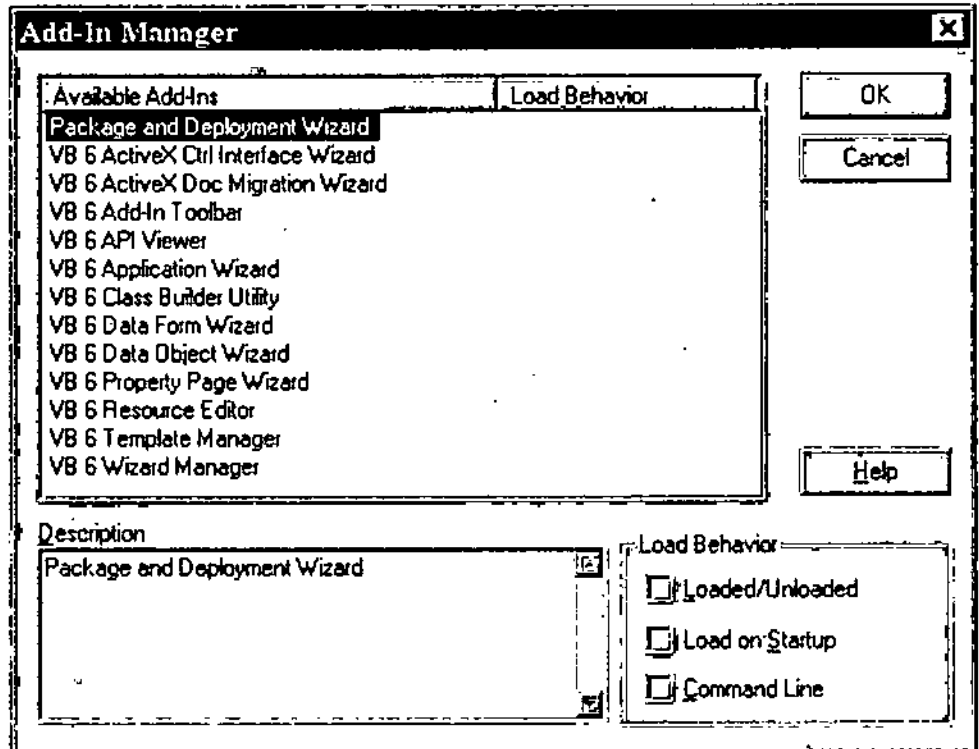 Add-In Manager
Available Add-Ins Load Behavior
Package and Deployment Wizard
VB 6 ActiveX Ctrl Interface Wizard
VB 6 ActiveX Doc Migration Wizard
VB 6 Add-In Toolbar
VB 6 API Viewer
VB 6 Application Wizard
VB 6 Class Builder Utility
VB 6 Data Form Wizard
VB 6 Data Object Wizard
VB 6 Property Page Wizard
VB 6 Resource Editor
VB 6 Template Manager
VB 6 Wizard Manager
OK
Cancel
Help
Description
Package and Deployment Wizard
Load Behavior
Loaded/Unloaded
Load on Startup
Command Line